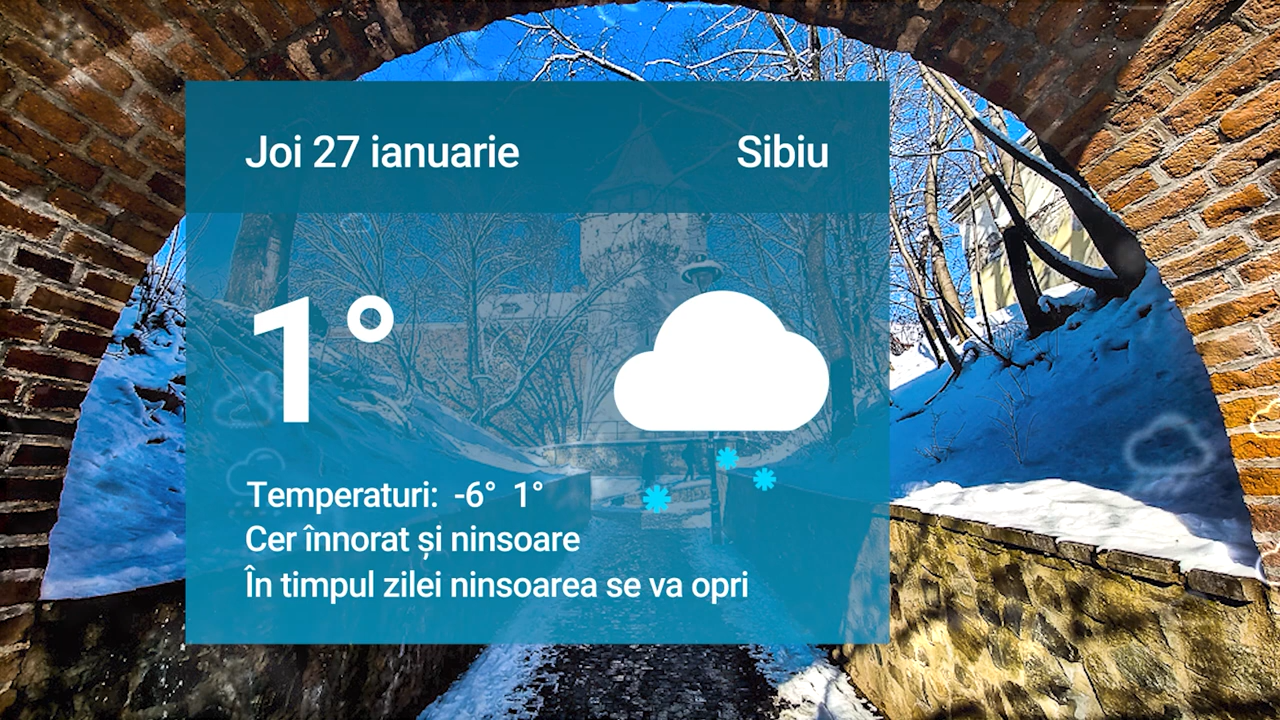 Joi 27 ianuarie Sibiu
1°
Temperaturi: -6° 1°
Cer înnorat și ninsoare
În timpul zilei ninsoarea se va opri